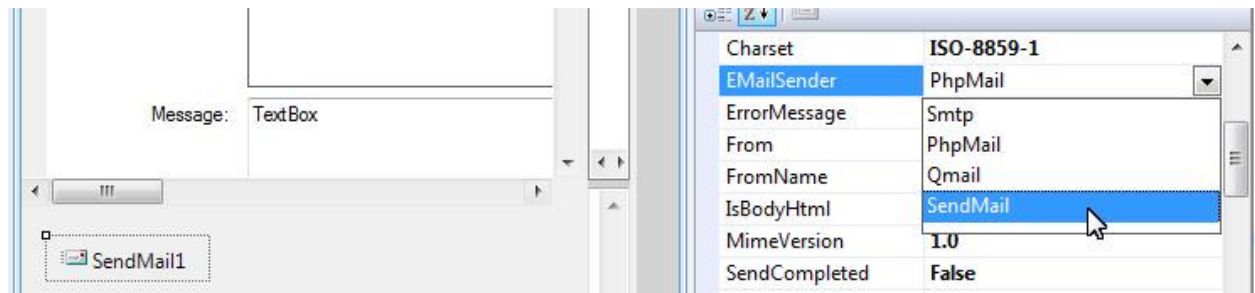 Message: TextBox
SendMail1
Charset ISO-8859-1
EMailSender PhpMail
ErrorMessage Smtp
From PhpMail
FromName Qmail
IsBodyHtml SendMail
MimeVersion 1.0
SendCompleted False